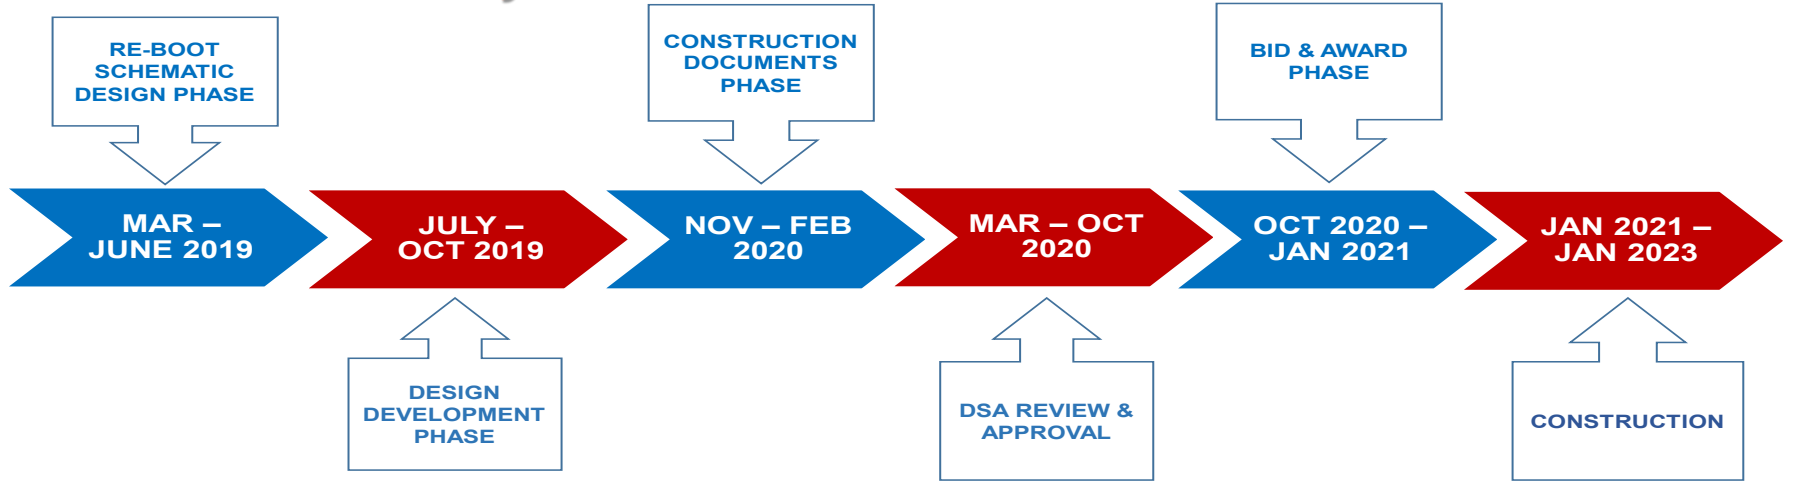 RE-BOOT
SCHEMATIC
DESIGN PHASE
CONSTRUCTION
DOCUMENTS
PHASE
BID & AWARD
PHASE
MAR –
JUNE 2019
JULY –
OCT 2019
NOV – FEB
2020
MAR – OCT
2020
OCT 2020 –
JAN 2021
JAN 2021 –
JAN 2023
DESIGN
DEVELOPMENT
PHASE
DSA REVIEW &
APPROVAL
CONSTRUCTION